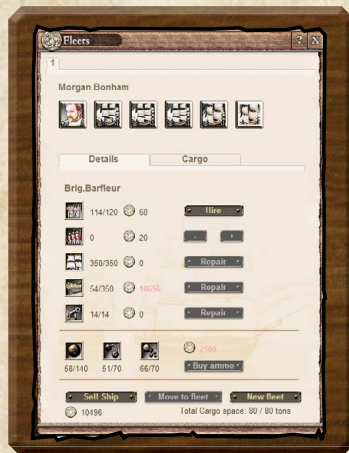 Fleets ? X
1
Morgan Bonham
Details Cargo
Brig,Barfleur
114/120 60 Hire
0 20 - +
350/350 0 Repair
54/350 10656 Repair
14/14 0 Repair
2100
58/140 51/70 66/70 Buy ammo
Sell Ship Move to fleet New fleet
10496 Total Cargo space: 80 / 80 tons